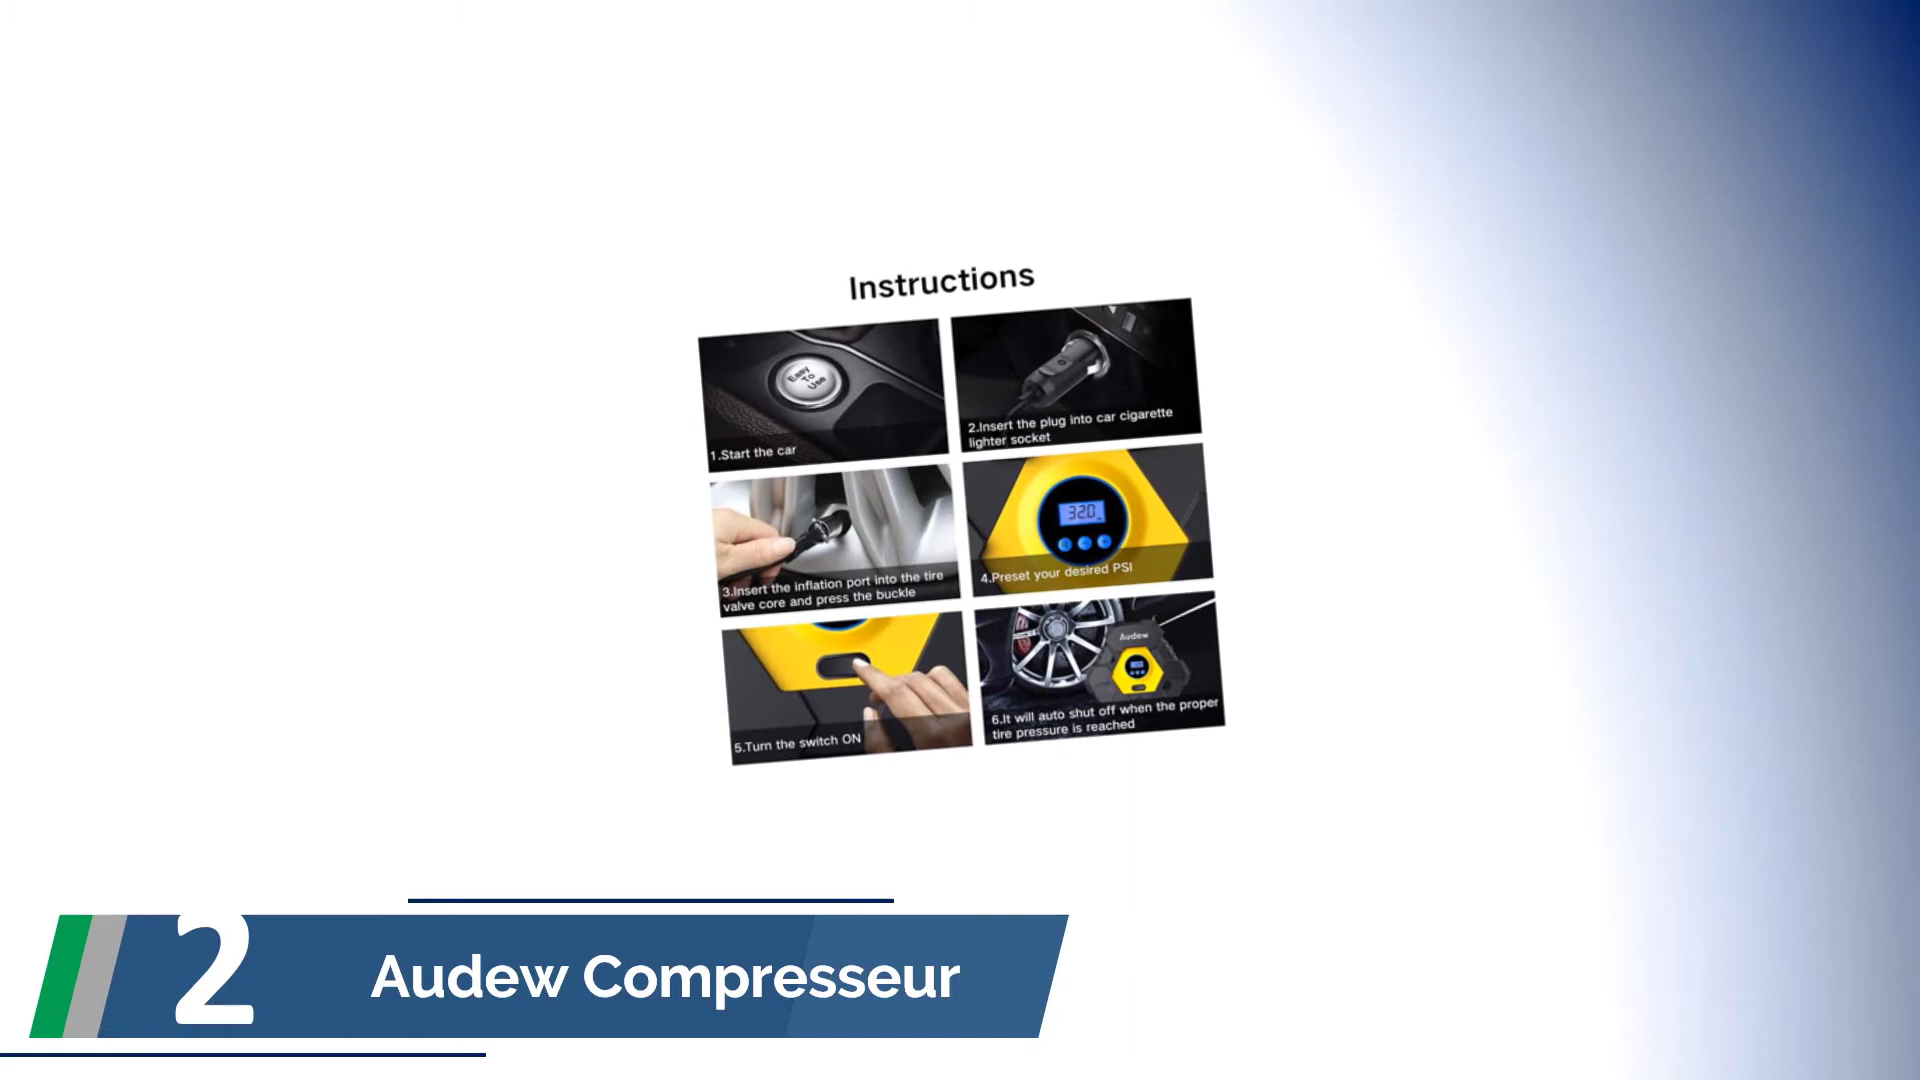 Instructions
Easy
To
Use
1.Start the car
2.Insert the plug into car cigarette
lighter socket
3.Insert the inflation port into the tire
valve core and press the buckle
32.0
4.Preset your desired PSI
5.Turn the switch ON
Audew
6.It will auto shut off when the proper
tire pressure is reached
2
Audew Compresseur